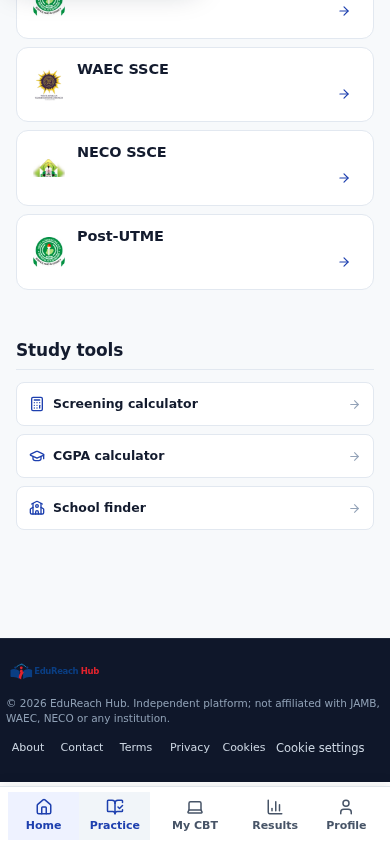 WAEC SSCE
NECO SSCE
Post-UTME
Study tools
Screening calculator
CGPA calculator
School finder
EduReach Hub
© 2026 EduReach Hub. Independent platform; not affiliated with JAMB,
WAEC, NECO or any institution.
About Contact Terms Privacy Cookies Cookie settings
Home Practice My CBT Results Profile